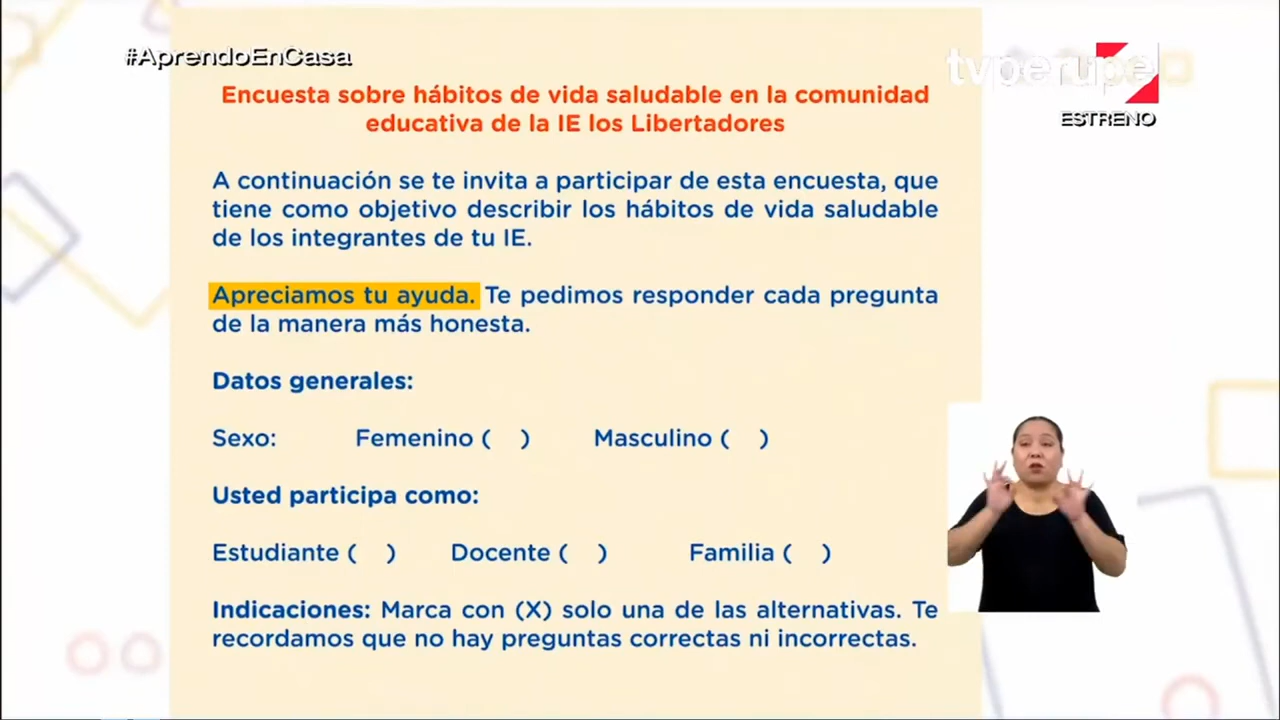 #AprendoEnCasa
tvperu.pe
ESTRENO
Encuesta sobre hábitos de vida saludable en la comunidad
educativa de la IE los Libertadores
A continuación se te invita a participar de esta encuesta, que
tiene como objetivo describir los hábitos de vida saludable
de los integrantes de tu IE.
Apreciamos tu ayuda. Te pedimos responder cada pregunta
de la manera más honesta.
Datos generales:
Sexo: Femenino ( ) Masculino ( )
Usted participa como:
Estudiante ( ) Docente ( ) Familia ( )
Indicaciones: Marca con (X) solo una de las alternativas. Te
recordamos que no hay preguntas correctas ni incorrectas.